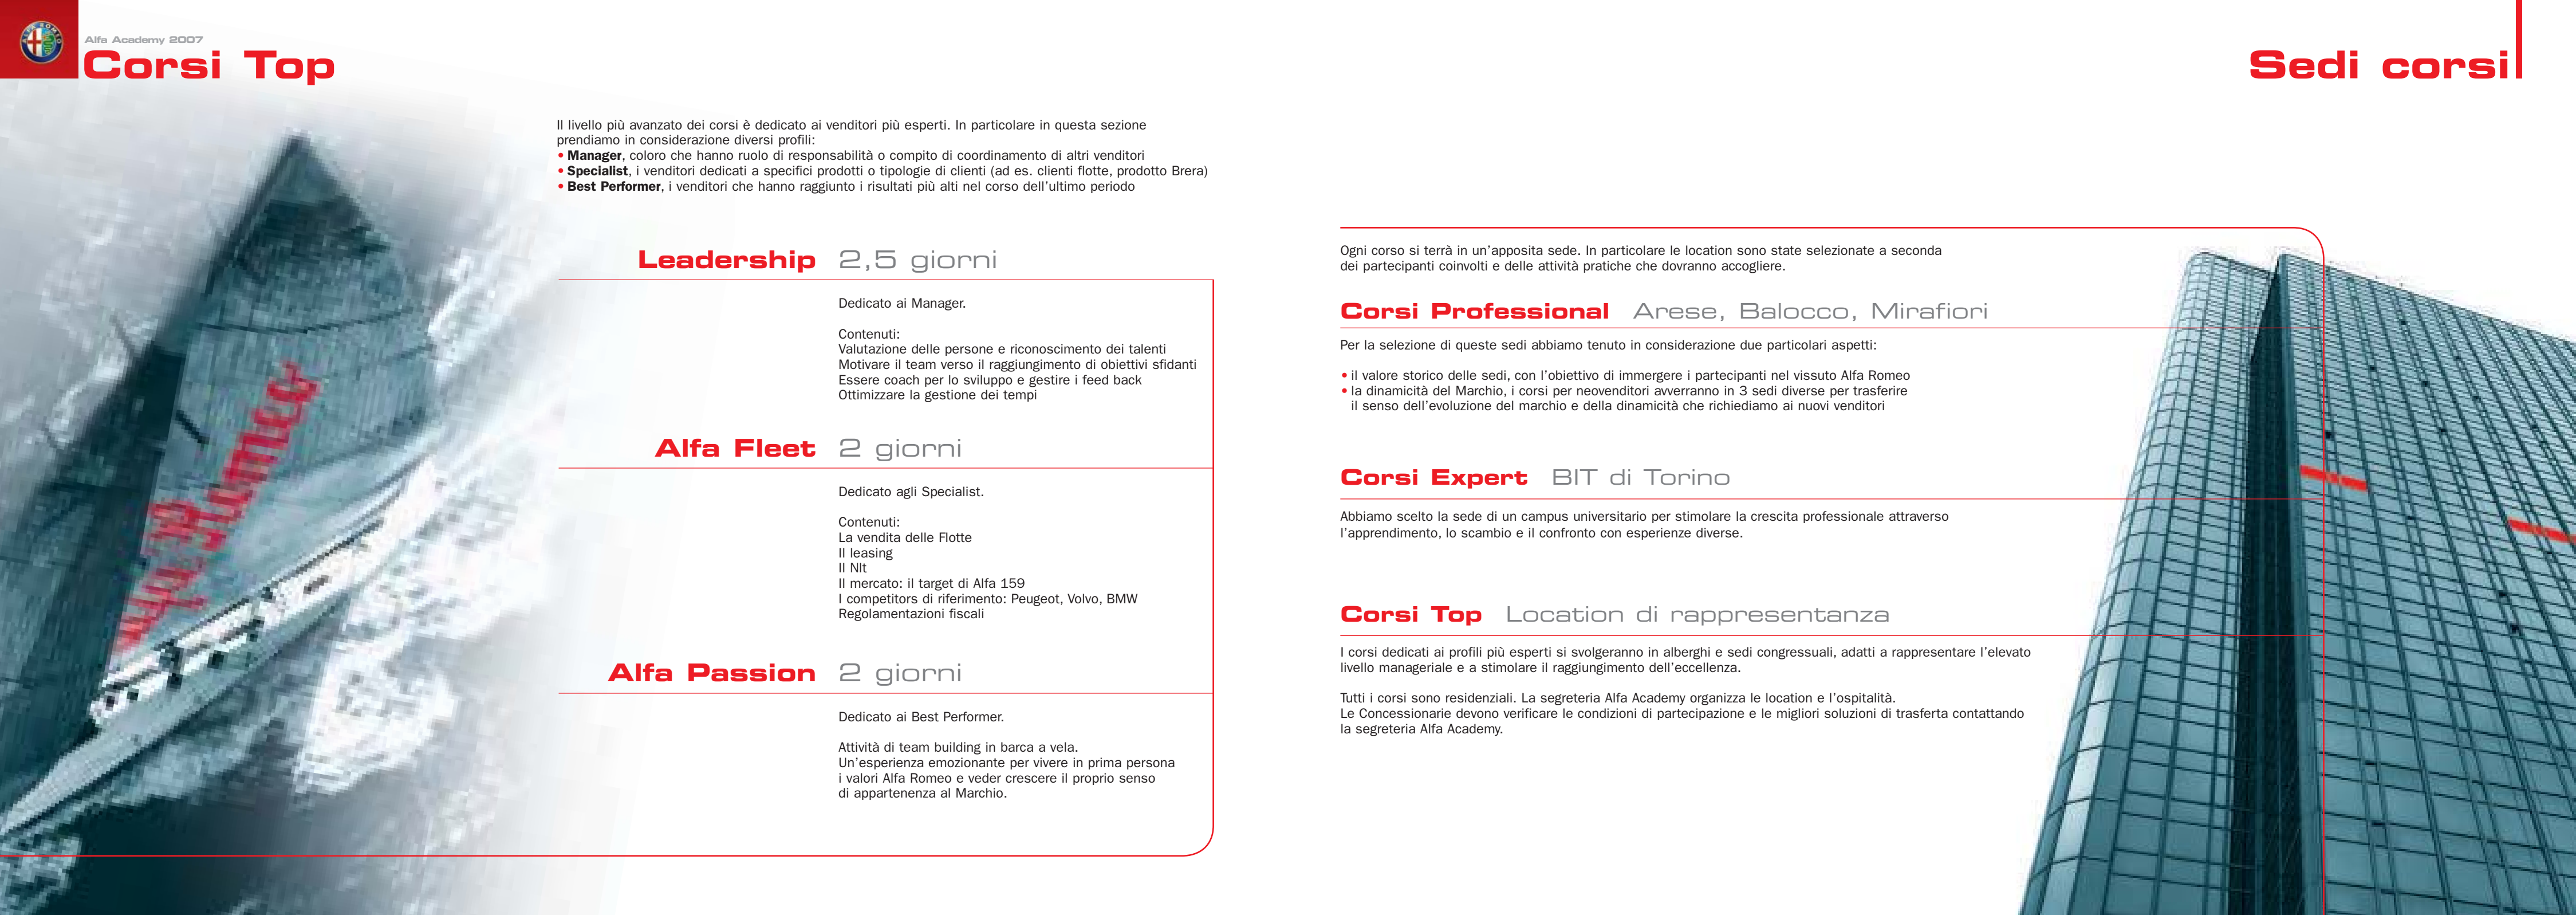 Alfa Academy 2007
Corsi Top
Il livello più avanzato dei corsi è dedicato ai venditori più esperti. In particolare in questa sezione
prendiamo in considerazione diversi profili:
• Manager, coloro che hanno ruolo di responsabilità o compito di coordinamento di altri venditori
• Specialist, i venditori dedicati a specifici prodotti o tipologie di clienti (ad es. clienti flotte, prodotto Brera)
• Best Performer, i venditori che hanno raggiunto i risultati più alti nel corso dell'ultimo periodo
Leadership 2,5 giorni
Dedicato ai Manager.
Contenuti:
Valutazione delle persone e riconoscimento dei talenti
Motivare il team verso il raggiungimento di obiettivi sfidanti
Essere coach per lo sviluppo e gestire i feed back
Ottimizzare la gestione dei tempi
Alfa Fleet 2 giorni
Dedicato agli Specialist.
Contenuti:
La vendita delle Flotte
Il leasing
Il Nlt
Il mercato: il target di Alfa 159
I competitors di riferimento: Peugeot, Volvo, BMW
Regolamentazioni fiscali
Alfa Passion 2 giorni
Dedicato ai Best Performer.
Attività di team building in barca a vela.
Un'esperienza emozionante per vivere in prima persona
i valori Alfa Romeo e veder crescere il proprio senso
di appartenenza al Marchio.
Sedi corsi
Ogni corso si terrà in un'apposita sede. In particolare le location sono state selezionate a seconda
dei partecipanti coinvolti e delle attività pratiche che dovranno accogliere.
Corsi Professional Arese, Balocco, Mirafiori
Per la selezione di queste sedi abbiamo tenuto in considerazione due particolari aspetti:
• il valore storico delle sedi, con l'obiettivo di immergere i partecipanti nel vissuto Alfa Romeo
• la dinamicità del Marchio, i corsi per neovenditori avverranno in 3 sedi diverse per trasferire
il senso dell'evoluzione del marchio e della dinamicità che richiediamo ai nuovi venditori
Corsi Expert BIT di Torino
Abbiamo scelto la sede di un campus universitario per stimolare la crescita professionale attraverso
l'apprendimento, lo scambio e il confronto con esperienze diverse.
Corsi Top Location di rappresentanza
I corsi dedicati ai profili più esperti si svolgeranno in alberghi e sedi congressuali, adatti a rappresentare l'elevato
livello manageriale e a stimolare il raggiungimento dell'eccellenza.
Tutti i corsi sono residenziali. La segreteria Alfa Academy organizza le location e l'ospitalità.
Le Concessionarie devono verificare le condizioni di partecipazione e le migliori soluzioni di trasferta contattando
la segreteria Alfa Academy.